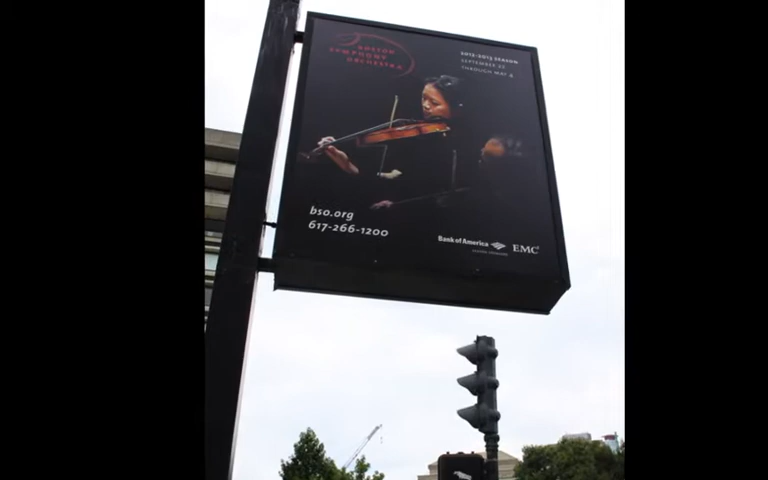 BOSTON
SYMPHONY
ORCHESTRA
2012-2013 SEASON
SEPTEMBER 22
THROUGH MAY 4
bso.org
617-266-1200
Bank of America
EMC²